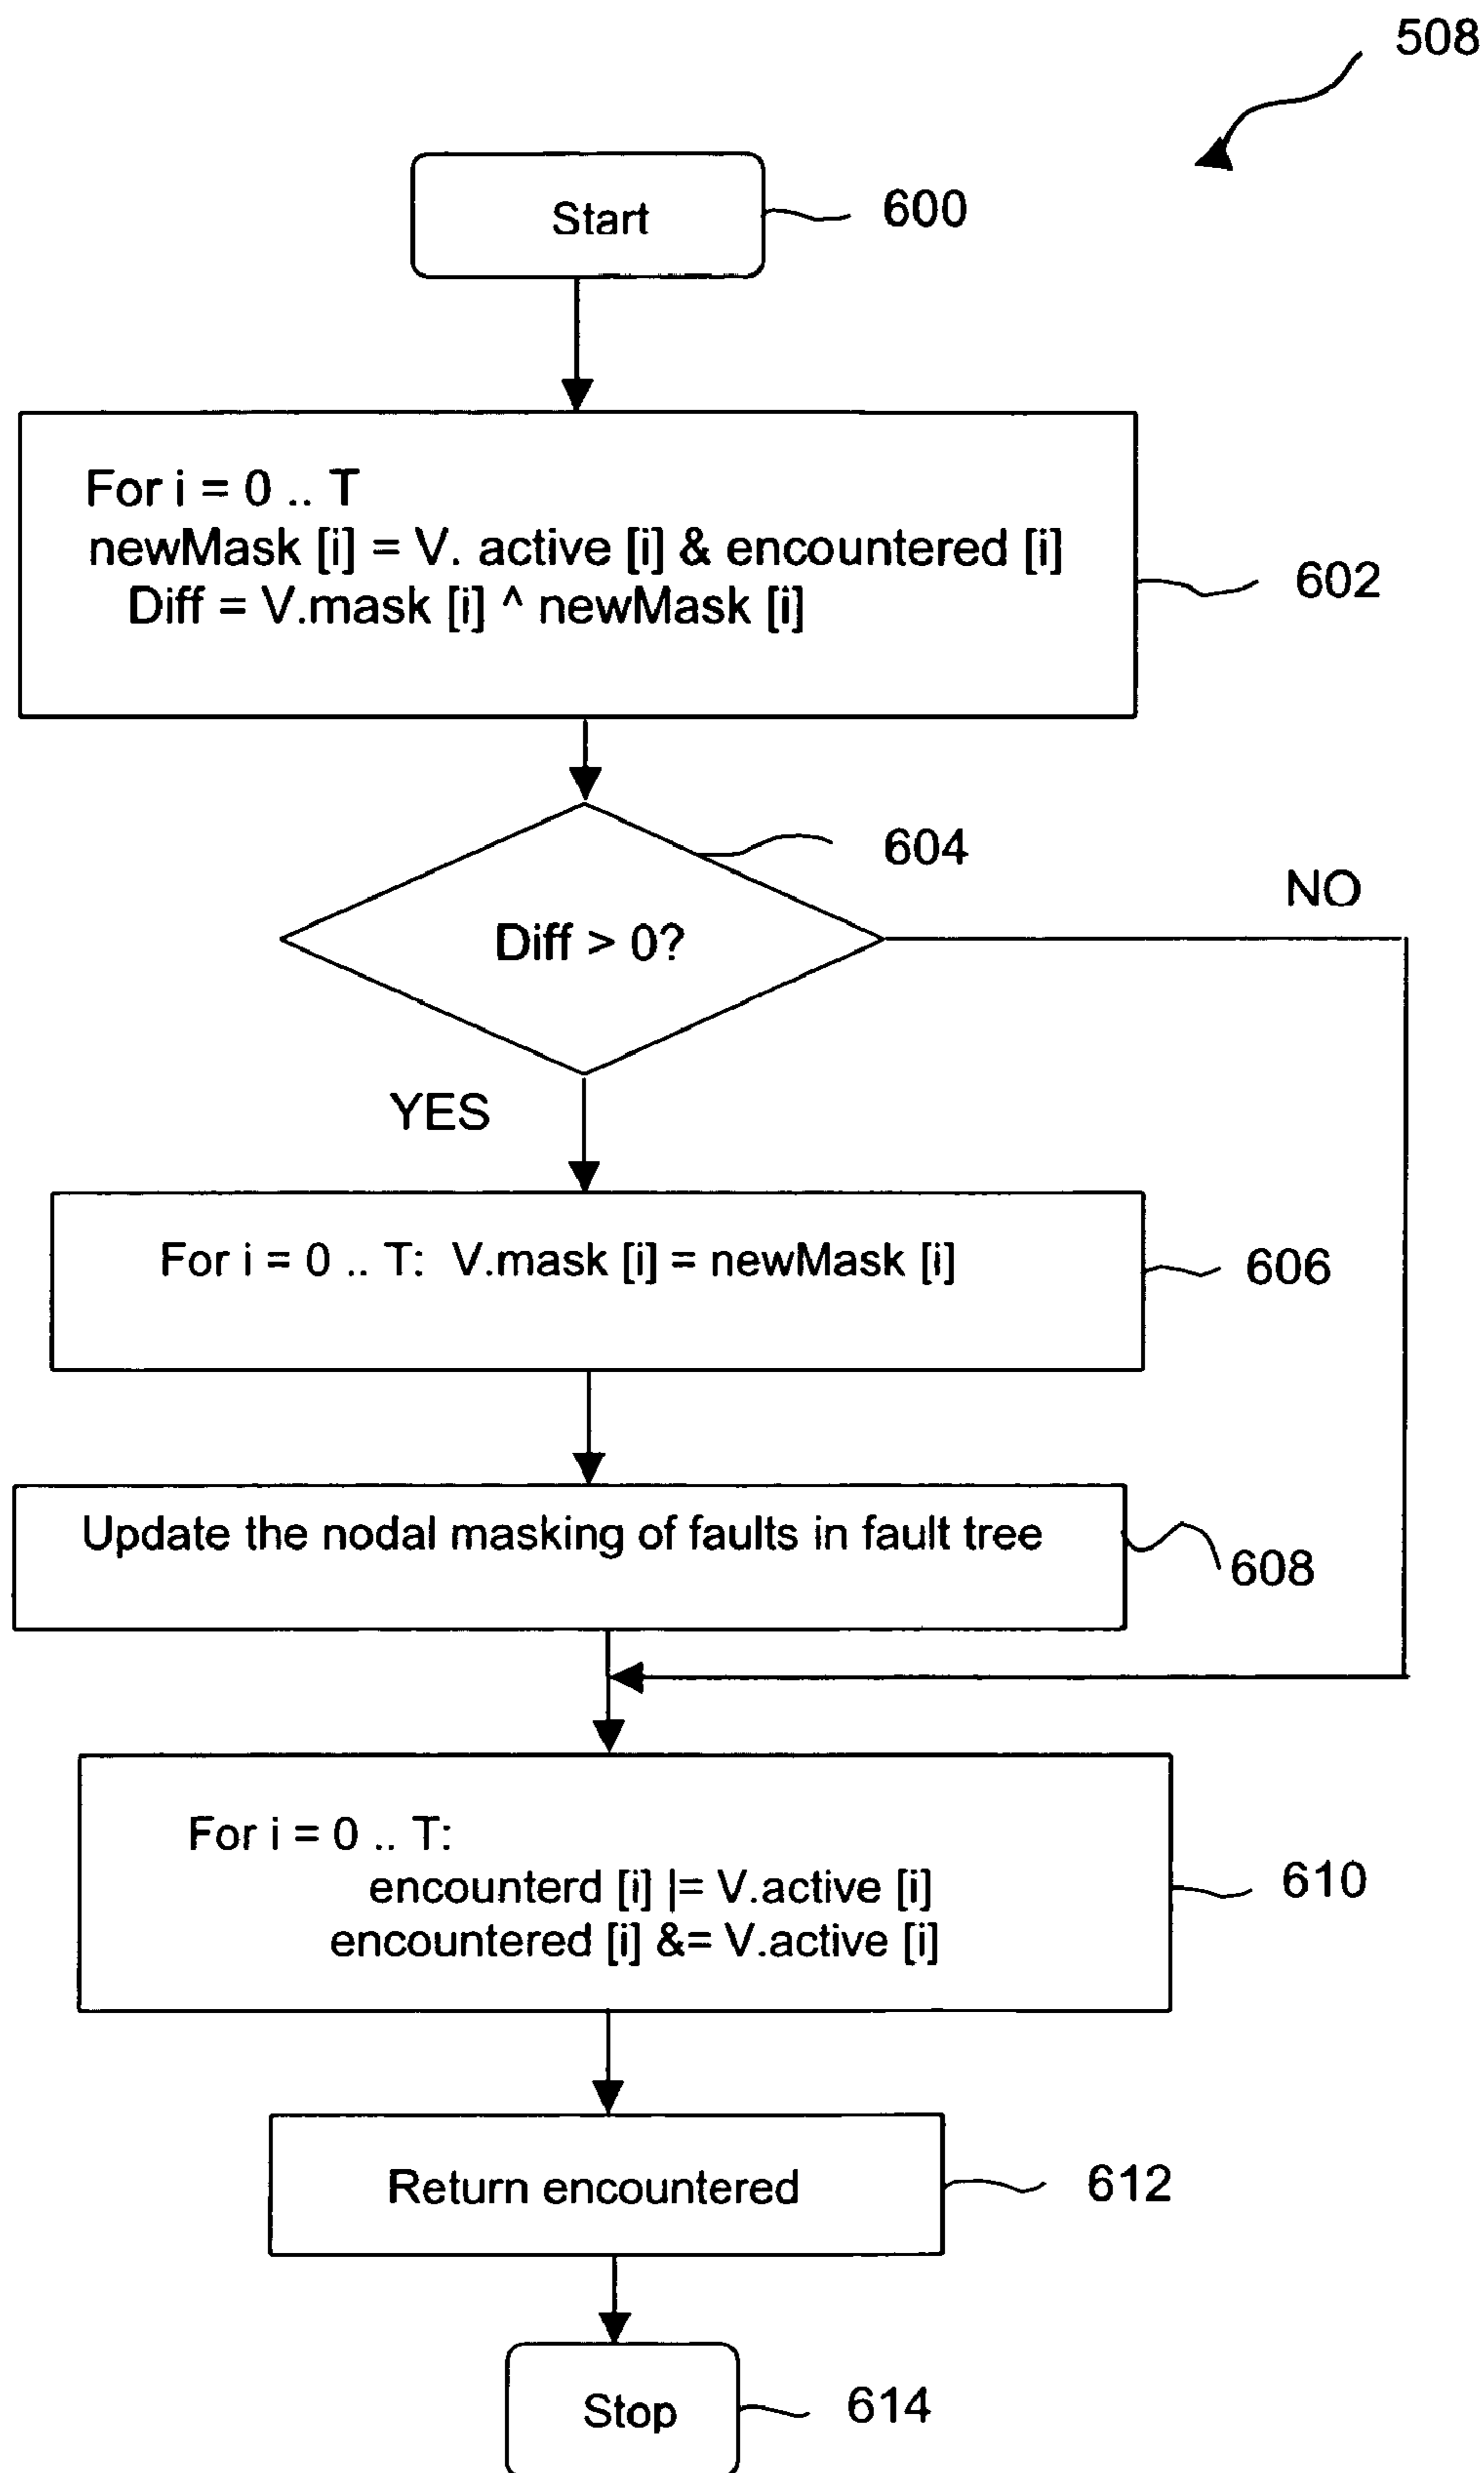 508
Start
600
For i = 0 .. T
newMask [i] = V. active [i] & encountered [i]
Diff = V.mask [i] ^ newMask [i]
602
604
NO
Diff > 0?
YES
For i = 0 .. T: V.mask [i] = newMask [i]
606
Update the nodal masking of faults in fault tree
608
For i = 0 .. T:
encounterd [i] |= V.active [i]
encountered [i] &= V.active [i]
610
Return encountered
612
Stop
614